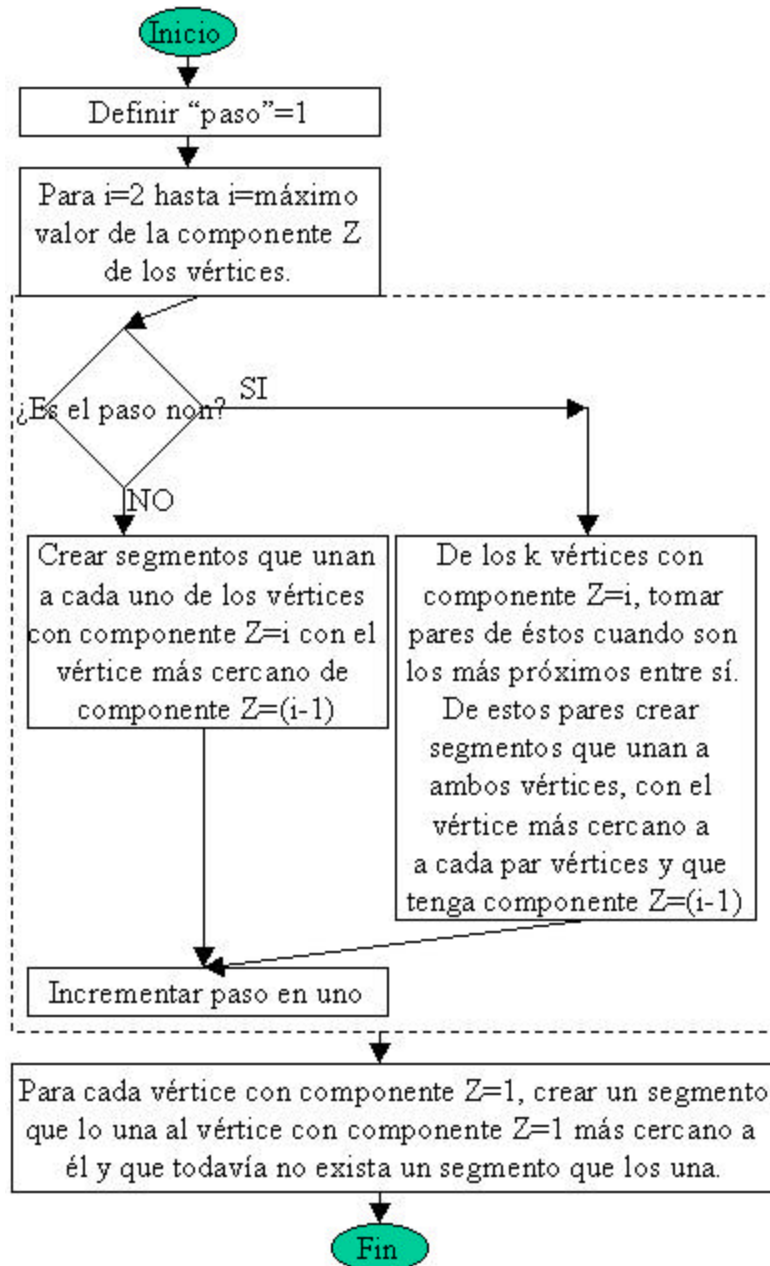 Inicio
Definir “paso”=1
Para i=2 hasta i=máximo
valor de la componente Z
de los vértices.
¿Es el paso non?
SI
NO
Crear segmentos que unan
a cada uno de los vértices
con componente Z=i con el
vértice más cercano de
componente Z=(i-1)
De los k vértices con
componente Z=i, tomar
pares de éstos cuando son
los más próximos entre sí.
De estos pares crear
segmentos que unan a
ambos vértices, con el
vértice más cercano a
a cada par vértices y que
tenga componente Z=(i-1)
Incrementar paso en uno
Para cada vértice con componente Z=1, crear un segmento
que lo una al vértice con componente Z=1 más cercano a
él y que todavía no exista un segmento que los una.
Fin